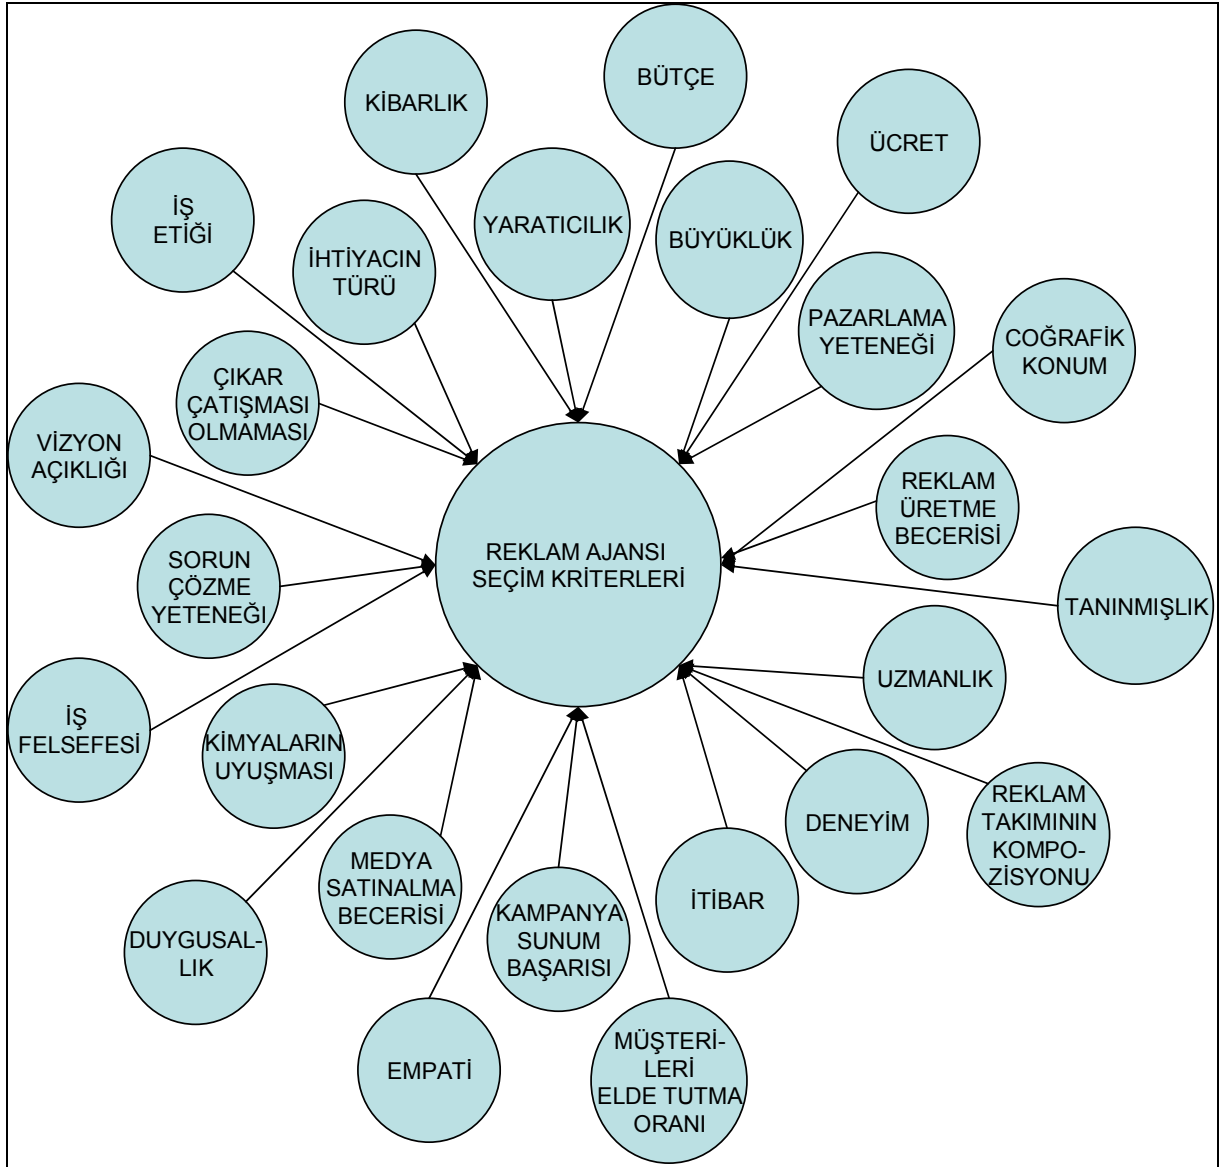 BÜTÇE
KİBARLIK
ÜCRET
YARATICILIK
BÜYÜKLÜK
İŞ
ETİĞİ
İHTİYACIN
TÜRÜ
PAZARLAMA
YETENEĞİ
COĞRAFİK
KONUM
ÇIKAR
ÇATIŞMASI
OLMAMASI
VİZYON
AÇIKLIĞI
REKLAM
ÜRETME
BECERİSİ
REKLAM AJANSI
SEÇİM KRİTERLERİ
SORUN
ÇÖZME
YETENEĞİ
TANINMIŞLIK
UZMANLIK
İŞ
FELSEFESİ
KİMYALARIN
UYUŞMASI
DENEYİM
REKLAM
TAKIMININ
KOMPO-
ZİSYONU
MEDYA
SATINALMA
BECERİSİ
İTİBAR
KAMPANYA
SUNUM
BAŞARISI
DUYGUSAL-
LIK
EMPATİ
MÜŞTERİ-
LERİ
ELDE TUTMA
ORANI